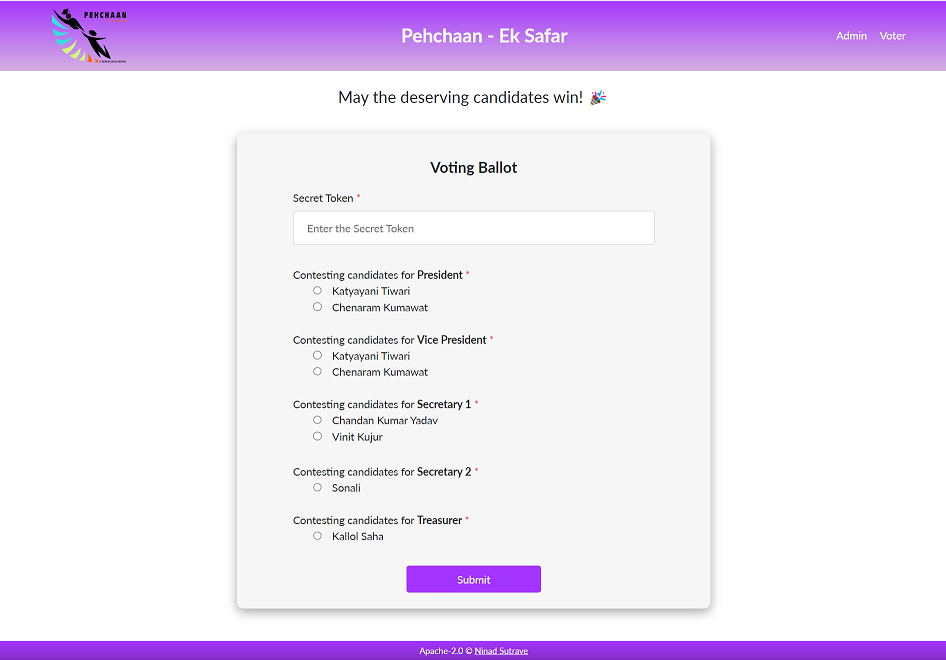 PEHCHAAN
Pehchaan - Ek Safar
Admin Voter
May the deserving candidates win! 🎉
Voting Ballot
Secret Token *
Enter the Secret Token
Contesting candidates for President *
Katyayani Tiwari
Chenaram Kumawat
Contesting candidates for Vice President *
Katyayani Tiwari
Chenaram Kumawat
Contesting candidates for Secretary 1 *
Chandan Kumar Yadav
Vinit Kujur
Contesting candidates for Secretary 2 *
Sonali
Contesting candidates for Treasurer *
Kallol Saha
Submit
Apache-2.0 © Ninad Sutrave